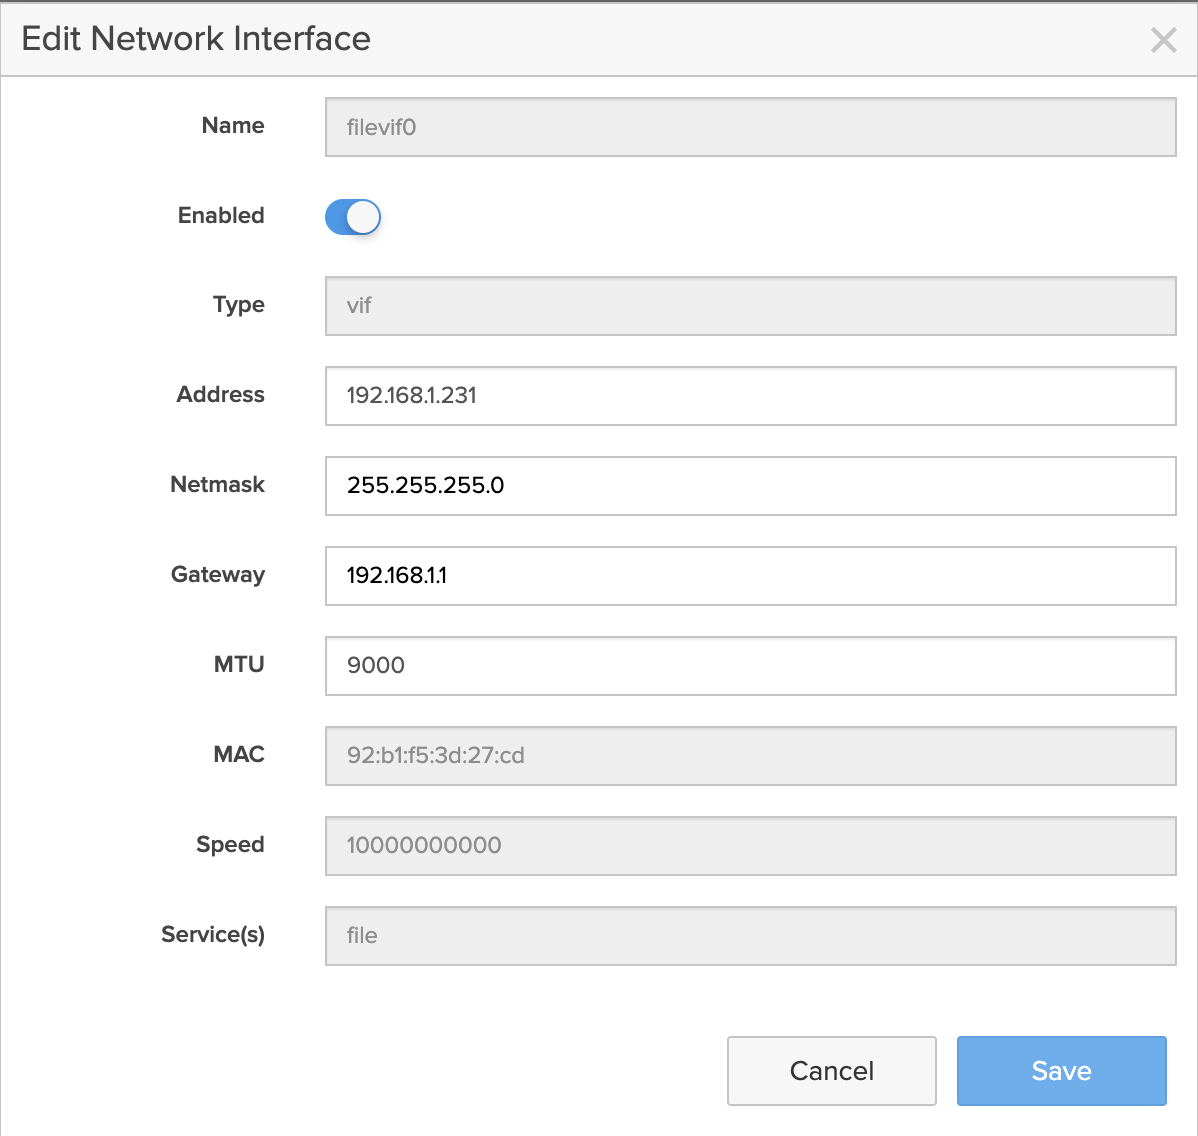 Edit Network Interface
Name filevif0
Enabled
Type vif
Address 192.168.1.231
Netmask 255.255.255.0
Gateway 192.168.1.1
MTU 9000
MAC 92:b1:f5:3d:27:cd
Speed 10000000000
Service(s) file
Cancel Save